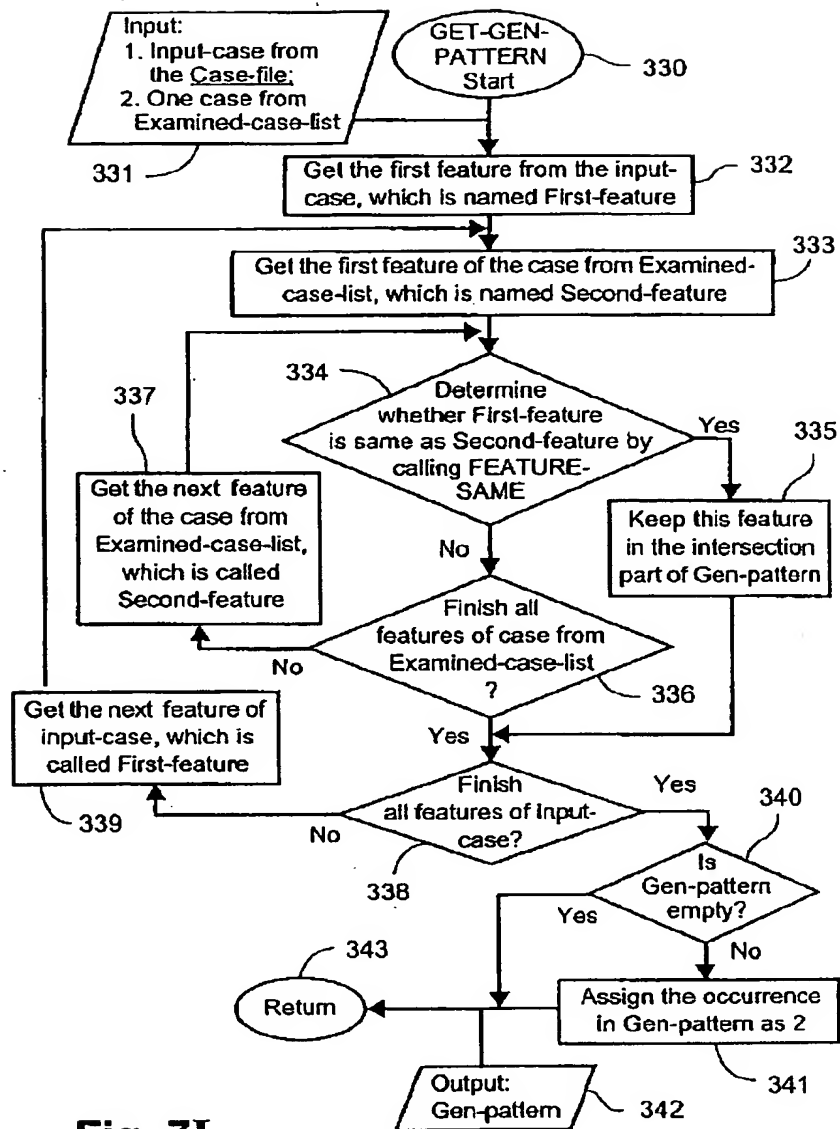 Input:
1. Input-case from
the Case-file;
2. One case from
Examined-case-list
331
GET-GEN-
PATTERN
Start
330
Get the first feature from the input-
case, which is named First-feature
332
Get the first feature of the case from Examined-
case-list, which is named Second-feature
333
334
Determine
whether First-feature
is same as Second-feature by
calling FEATURE-
SAME
Yes
No
335
Keep this feature
in the intersection
part of Gen-pattern
337
Get the next feature
of the case from
Examined-case-list,
which is called
Second-feature
Finish all
features of case from
Examined-case-list
?
336
No
Yes
Get the next feature of
input-case, which is
called First-feature
339
Finish
all features of input-
case?
338
No
Yes
340
Is
Gen-pattern
empty?
Yes
No
343
Return
Assign the occurrence
in Gen-pattern as 2
341
Output:
Gen-pattern
342